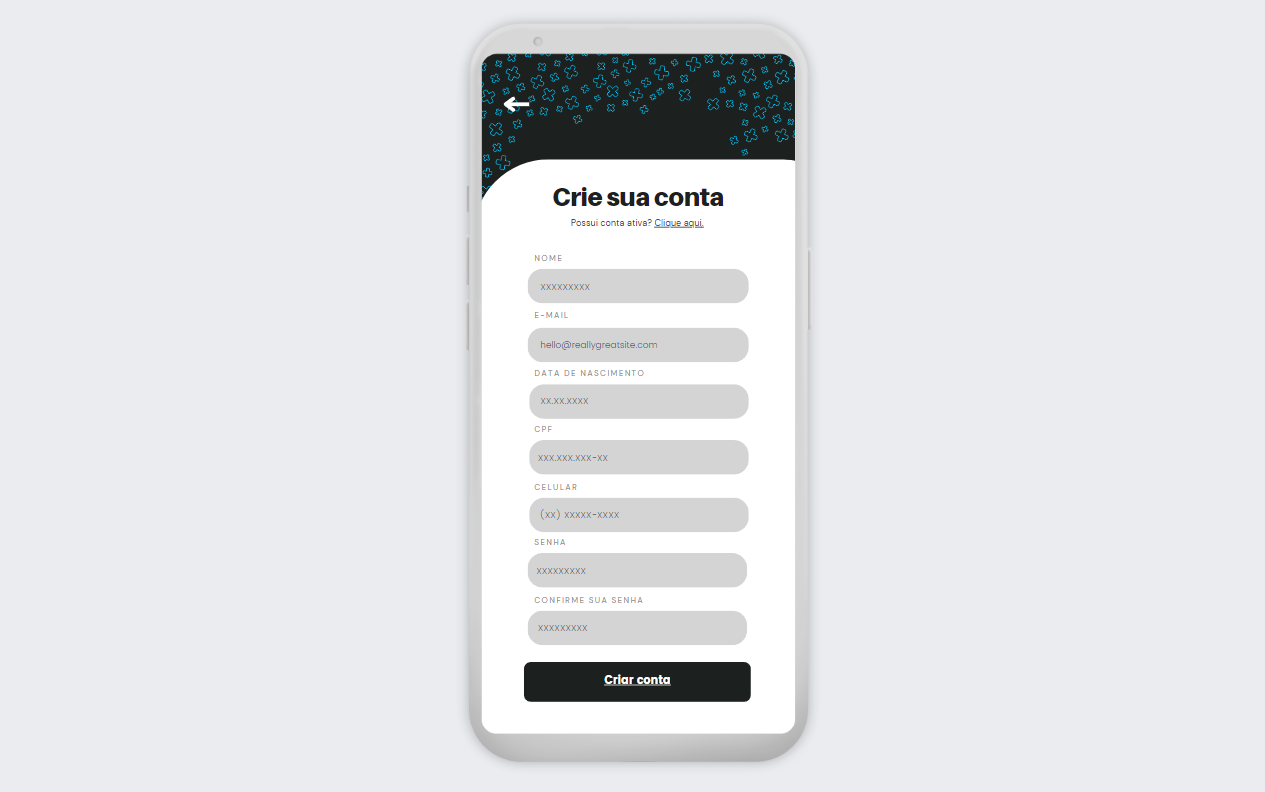 Crie sua conta
Possui conta ativa? Clique aqui.
NOME
xxxxxxxxx
E-MAIL
hello@reallygreatsite.com
DATA DE NASCIMENTO
xx.xx.xxxx
CPF
xxx.xxx.xxx-xx
CELULAR
(xx) xxxxx-xxxx
SENHA
xxxxxxxxx
CONFIRME SUA SENHA
xxxxxxxxx
Criar conta